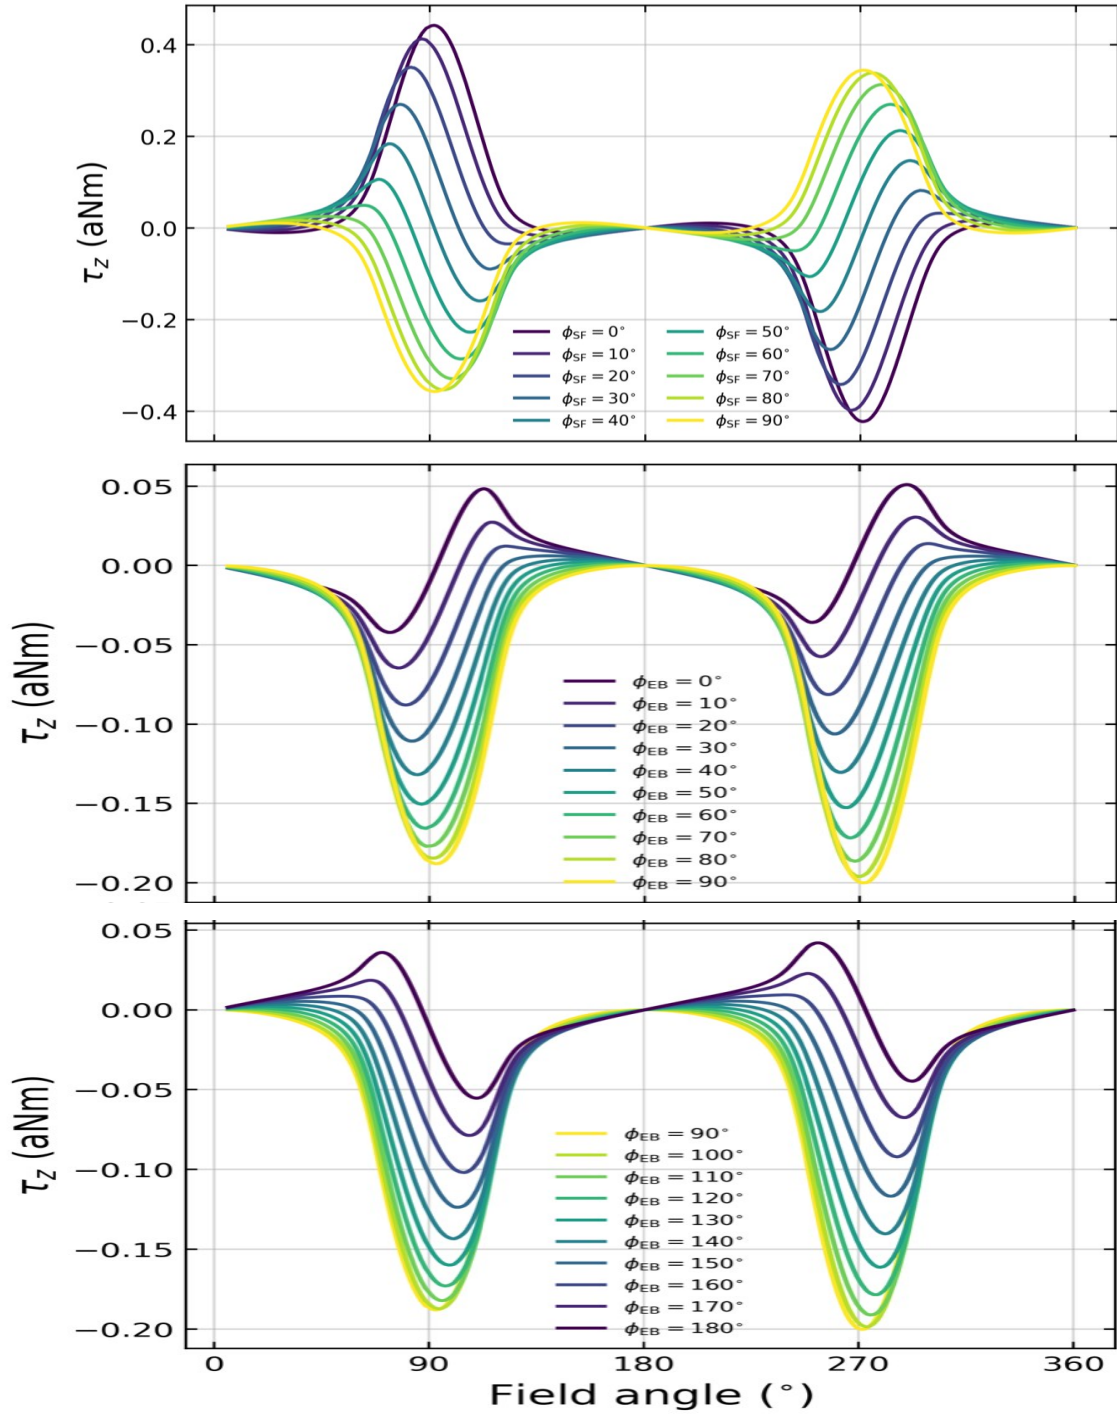 0.4
0.2
0.0
−0.2
−0.4
τz (aNm)
ϕSF = 0° ϕSF = 50°
ϕSF = 10° ϕSF = 60°
ϕSF = 20° ϕSF = 70°
ϕSF = 30° ϕSF = 80°
ϕSF = 40° ϕSF = 90°
0.05
0.00
−0.05
−0.10
−0.15
−0.20
τz (aNm)
ϕEB = 0°
ϕEB = 10°
ϕEB = 20°
ϕEB = 30°
ϕEB = 40°
ϕEB = 50°
ϕEB = 60°
ϕEB = 70°
ϕEB = 80°
ϕEB = 90°
0.05
0.00
−0.05
−0.10
−0.15
−0.20
τz (aNm)
ϕEB = 90°
ϕEB = 100°
ϕEB = 110°
ϕEB = 120°
ϕEB = 130°
ϕEB = 140°
ϕEB = 150°
ϕEB = 160°
ϕEB = 170°
ϕEB = 180°
0 90 180 270 360
Field angle (°)